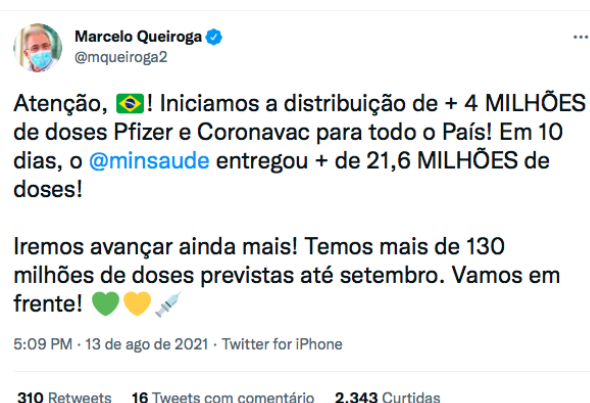 Marcelo Queiroga
@mqueiroga2
Atenção, 🇧🇷! Iniciamos a distribuição de + 4 MILHÕES
de doses Pfizer e Coronavac para todo o País! Em 10
dias, o @minsaude entregou + de 21,6 MILHÕES de
doses!
Iremos avançar ainda mais! Temos mais de 130
milhões de doses previstas até setembro. Vamos em
frente! 💚💛💉
5:09 PM · 13 de ago de 2021 · Twitter for iPhone
310 Retweets 16 Tweets com comentário 2.343 Curtidas